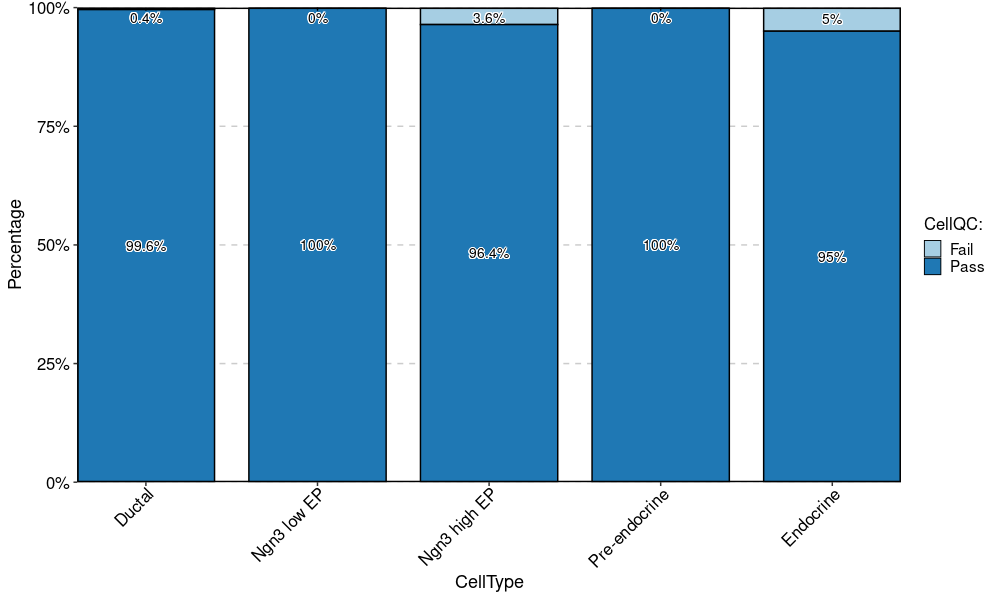 100%
75%
50%
25%
0%
Percentage
0.4%
0%
3.6%
0%
5%
99.6%
100%
96.4%
100%
95%
Ductal
Ngn3 low EP
Ngn3 high EP
Pre-endocrine
Endocrine
CellType
CellQC:
Fail
Pass